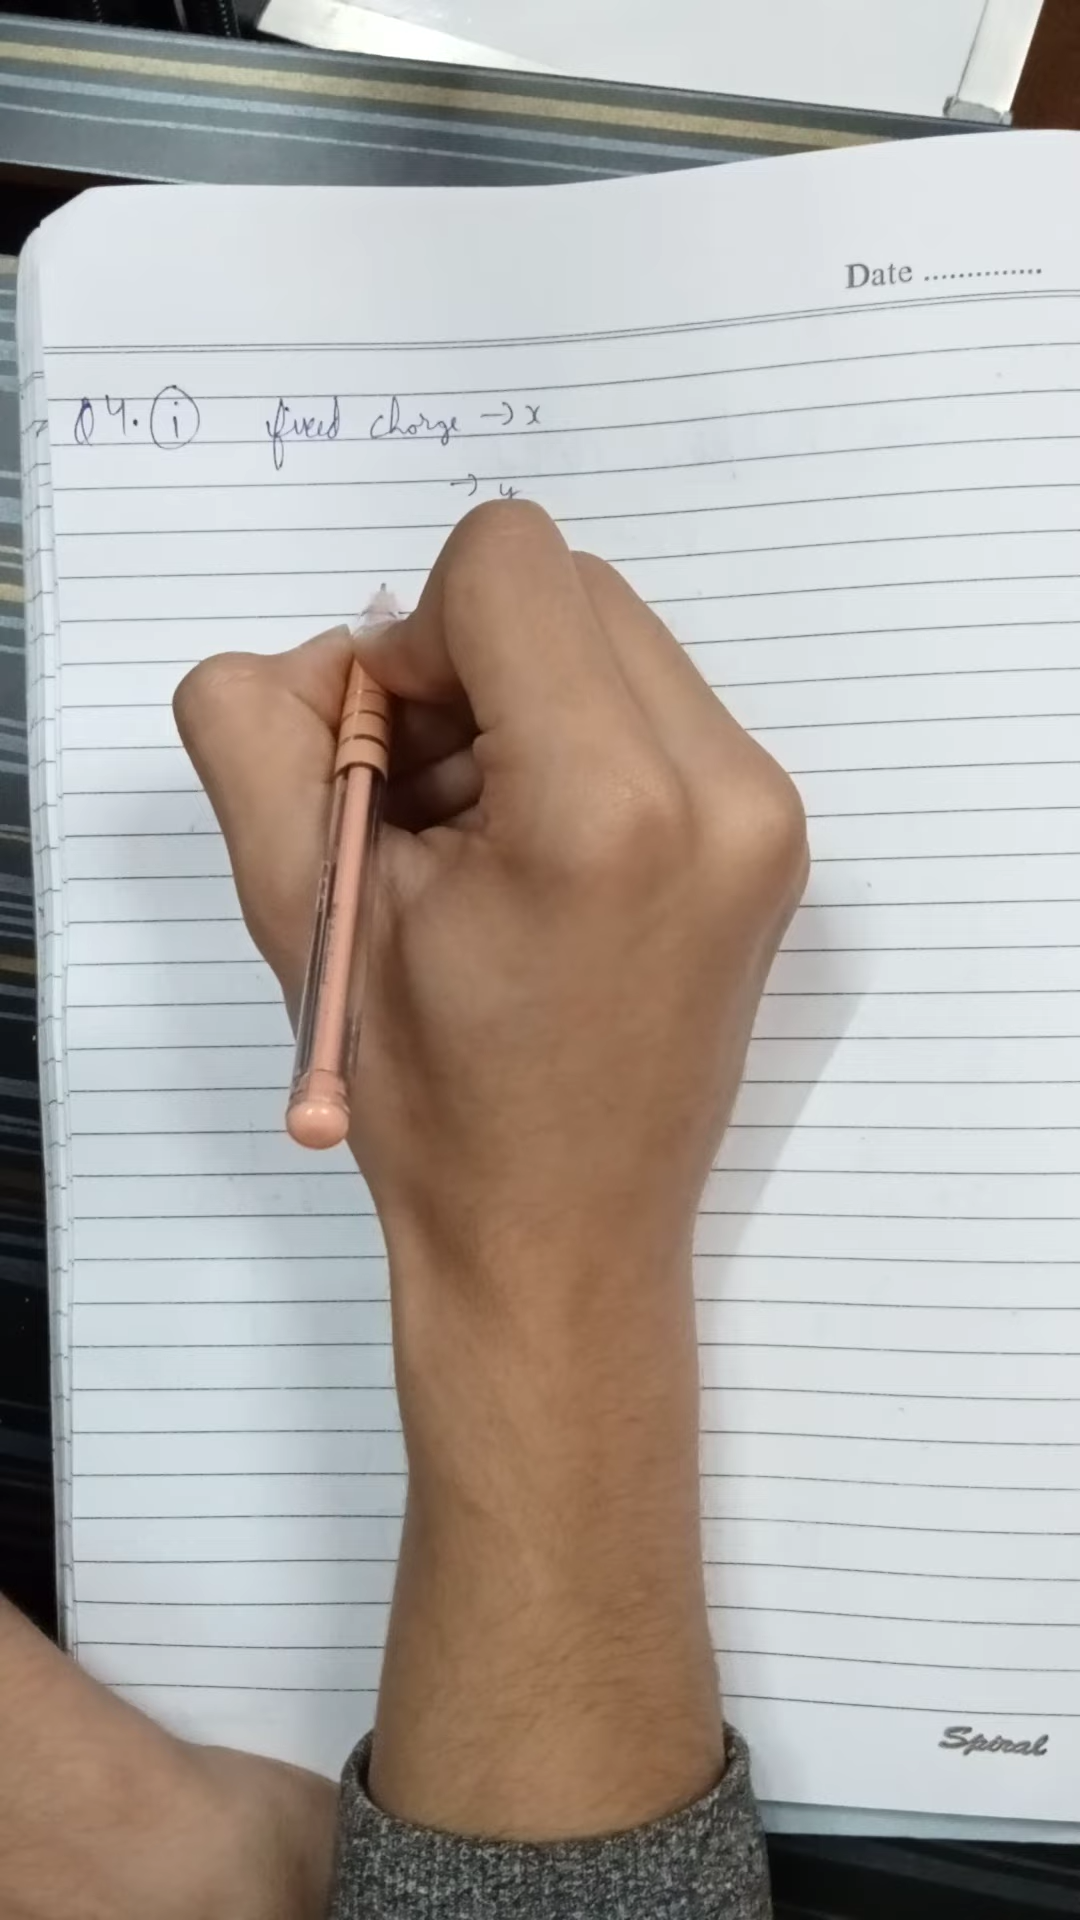 Date ..............
Q4. i fixed charge → x
→ y
Spiral